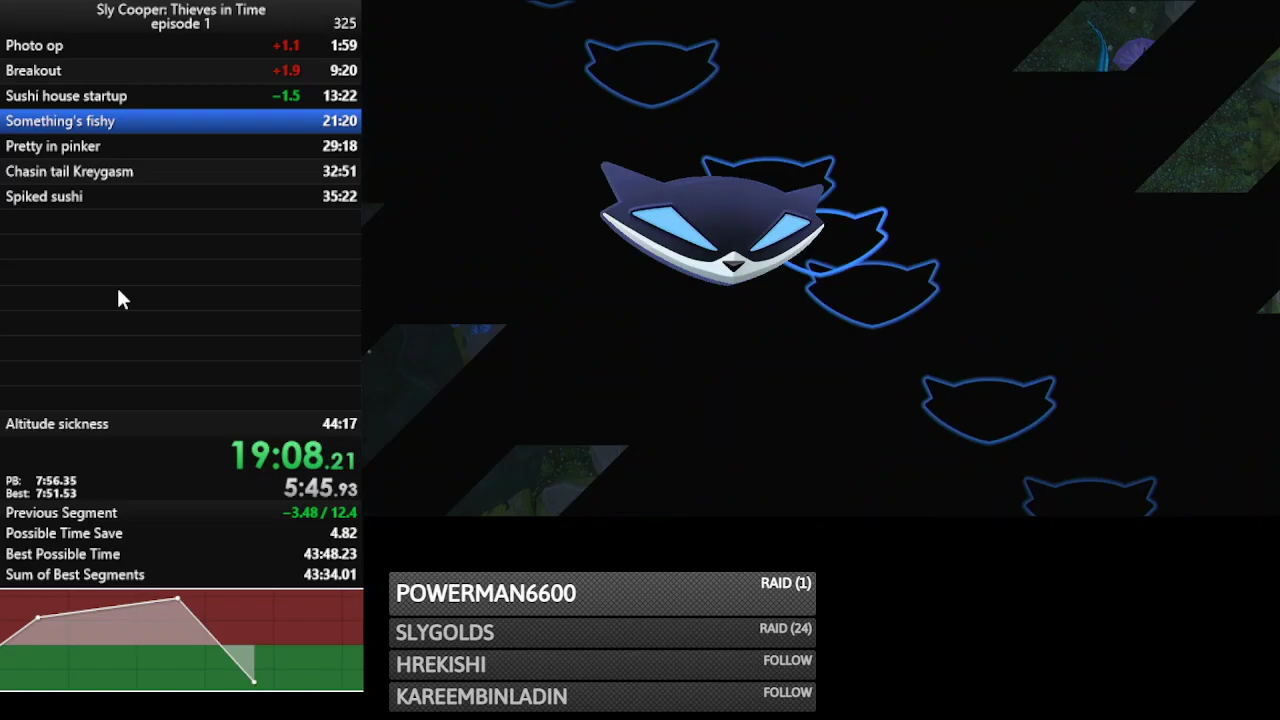 Sly Cooper: Thieves in Time
episode 1 325
Photo op +1.1 1:59
Breakout +1.9 9:20
Sushi house startup −1.5 13:22
Something's fishy 21:20
Pretty in pinker 29:18
Chasin tail Kreygasm 32:51
Spiked sushi 35:22
Altitude sickness 44:17
19:08.21
PB: 7:56.35
Best: 7:51.53
5:45.93
Previous Segment −3.48 / 12.4
Possible Time Save 4.82
Best Possible Time 43:48.23
Sum of Best Segments 43:34.01
POWERMAN6600 RAID (1)
SLYGOLDS RAID (24)
HREKISHI FOLLOW
KAREEMBINLADIN FOLLOW